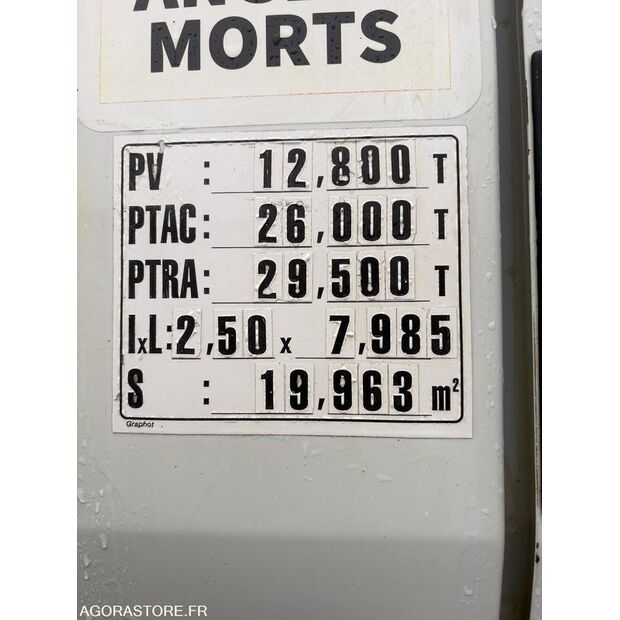 MORTS
PV : 12,800 T
PTAC: 26,000 T
PTRA: 29,500 T
lxL: 2,50 x 7,985
S : 19,963 m²
Graphot
AGORASTORE.FR